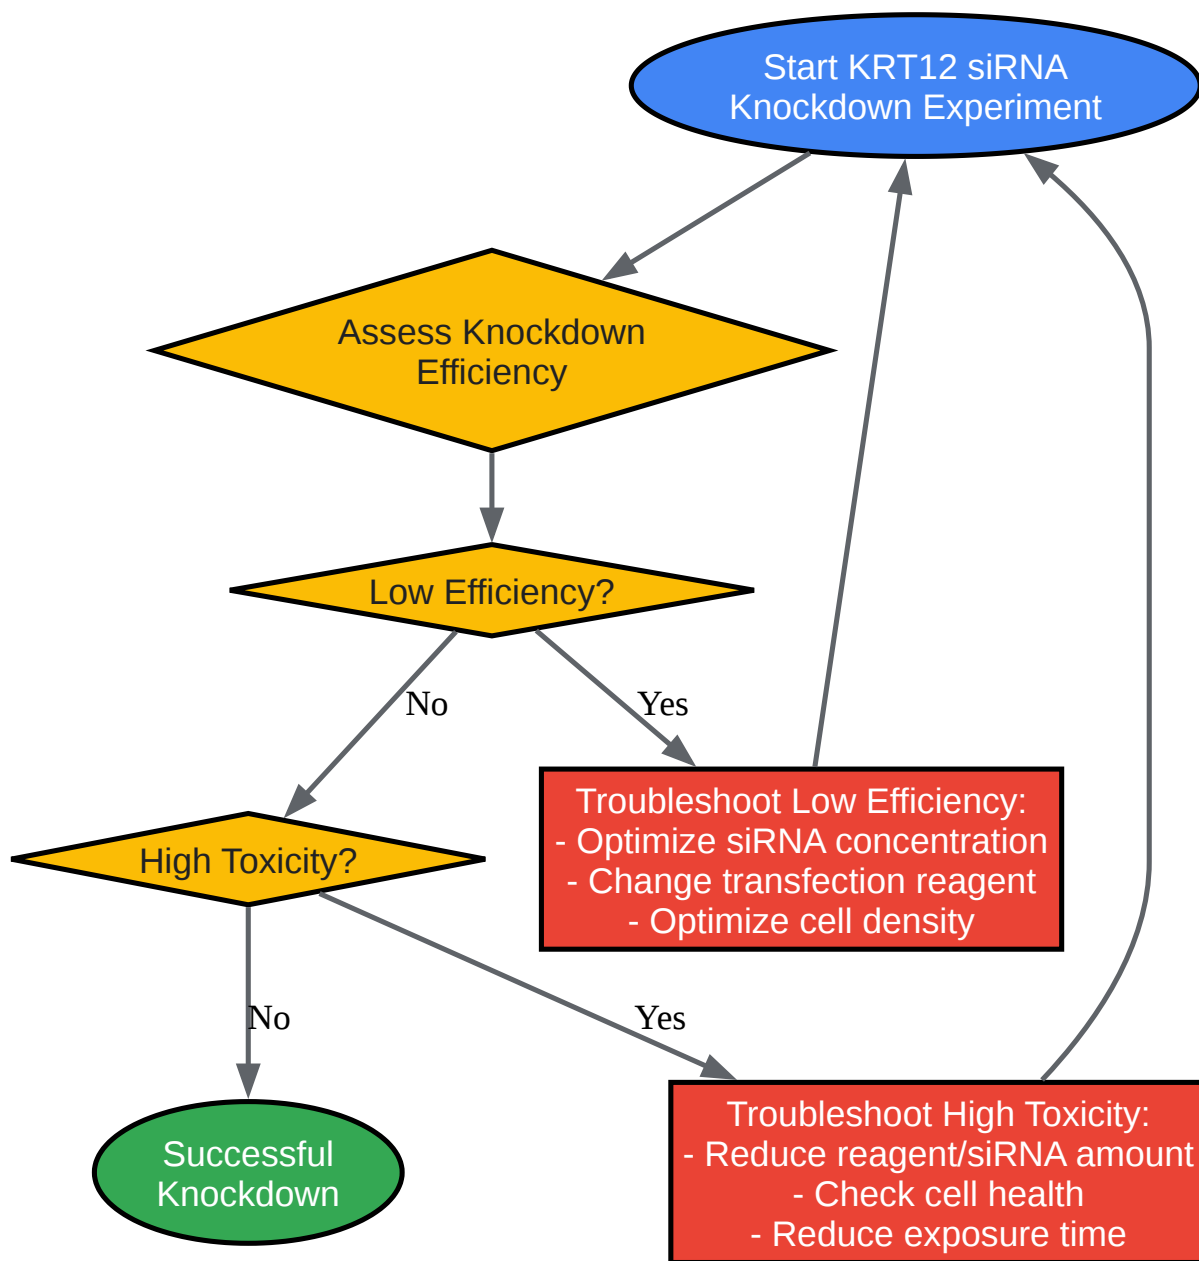 Start KRT12 siRNA
Knockdown Experiment
Assess Knockdown
Efficiency
Low Efficiency?
No
Yes
Troubleshoot Low Efficiency:
- Optimize siRNA concentration
- Change transfection reagent
- Optimize cell density
High Toxicity?
No
Yes
Troubleshoot High Toxicity:
- Reduce reagent/siRNA amount
- Check cell health
- Reduce exposure time
Successful
Knockdown